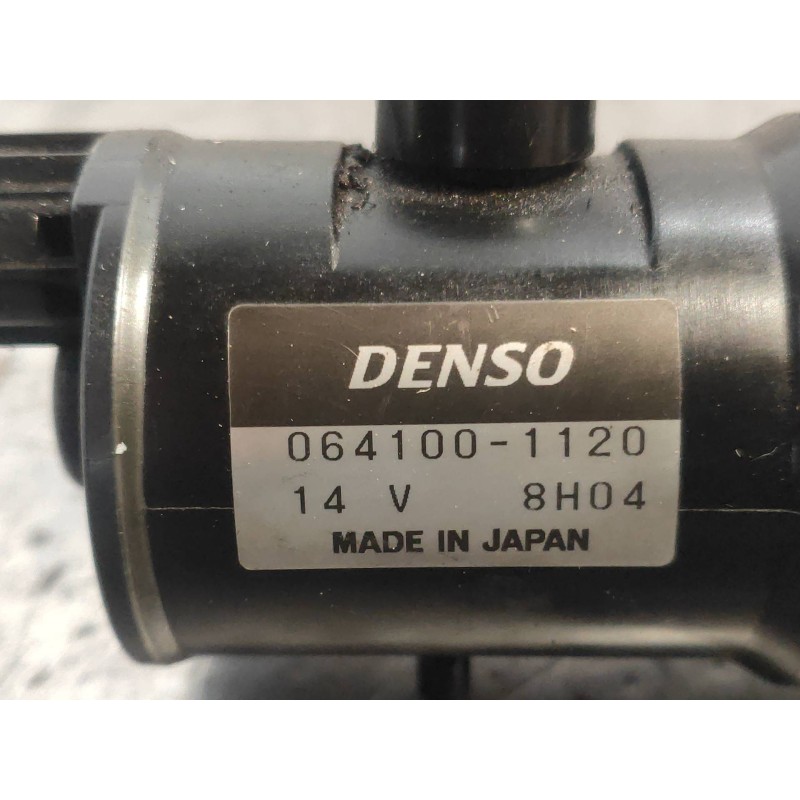 DENSO
064100-1120
14 V 8H04
MADE IN JAPAN